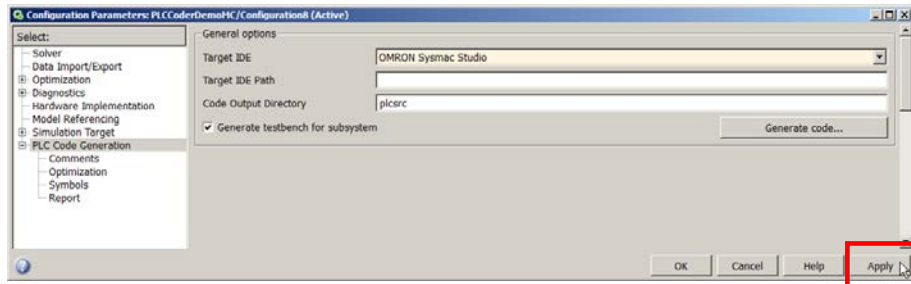 Configuration Parameters: PLCCoderDemoMC/Configuration8 (Active)
Select:
Solver
Data Import/Export
Optimization
Diagnostics
Hardware Implementation
Model Referencing
Simulation Target
PLC Code Generation
Comments
Optimization
Symbols
Report
General options
Target IDE
OMRON Sysmac Studio
Target IDE Path
Code Output Directory
plcsrc
Generate testbench for subsystem
Generate code...
OK
Cancel
Help
Apply